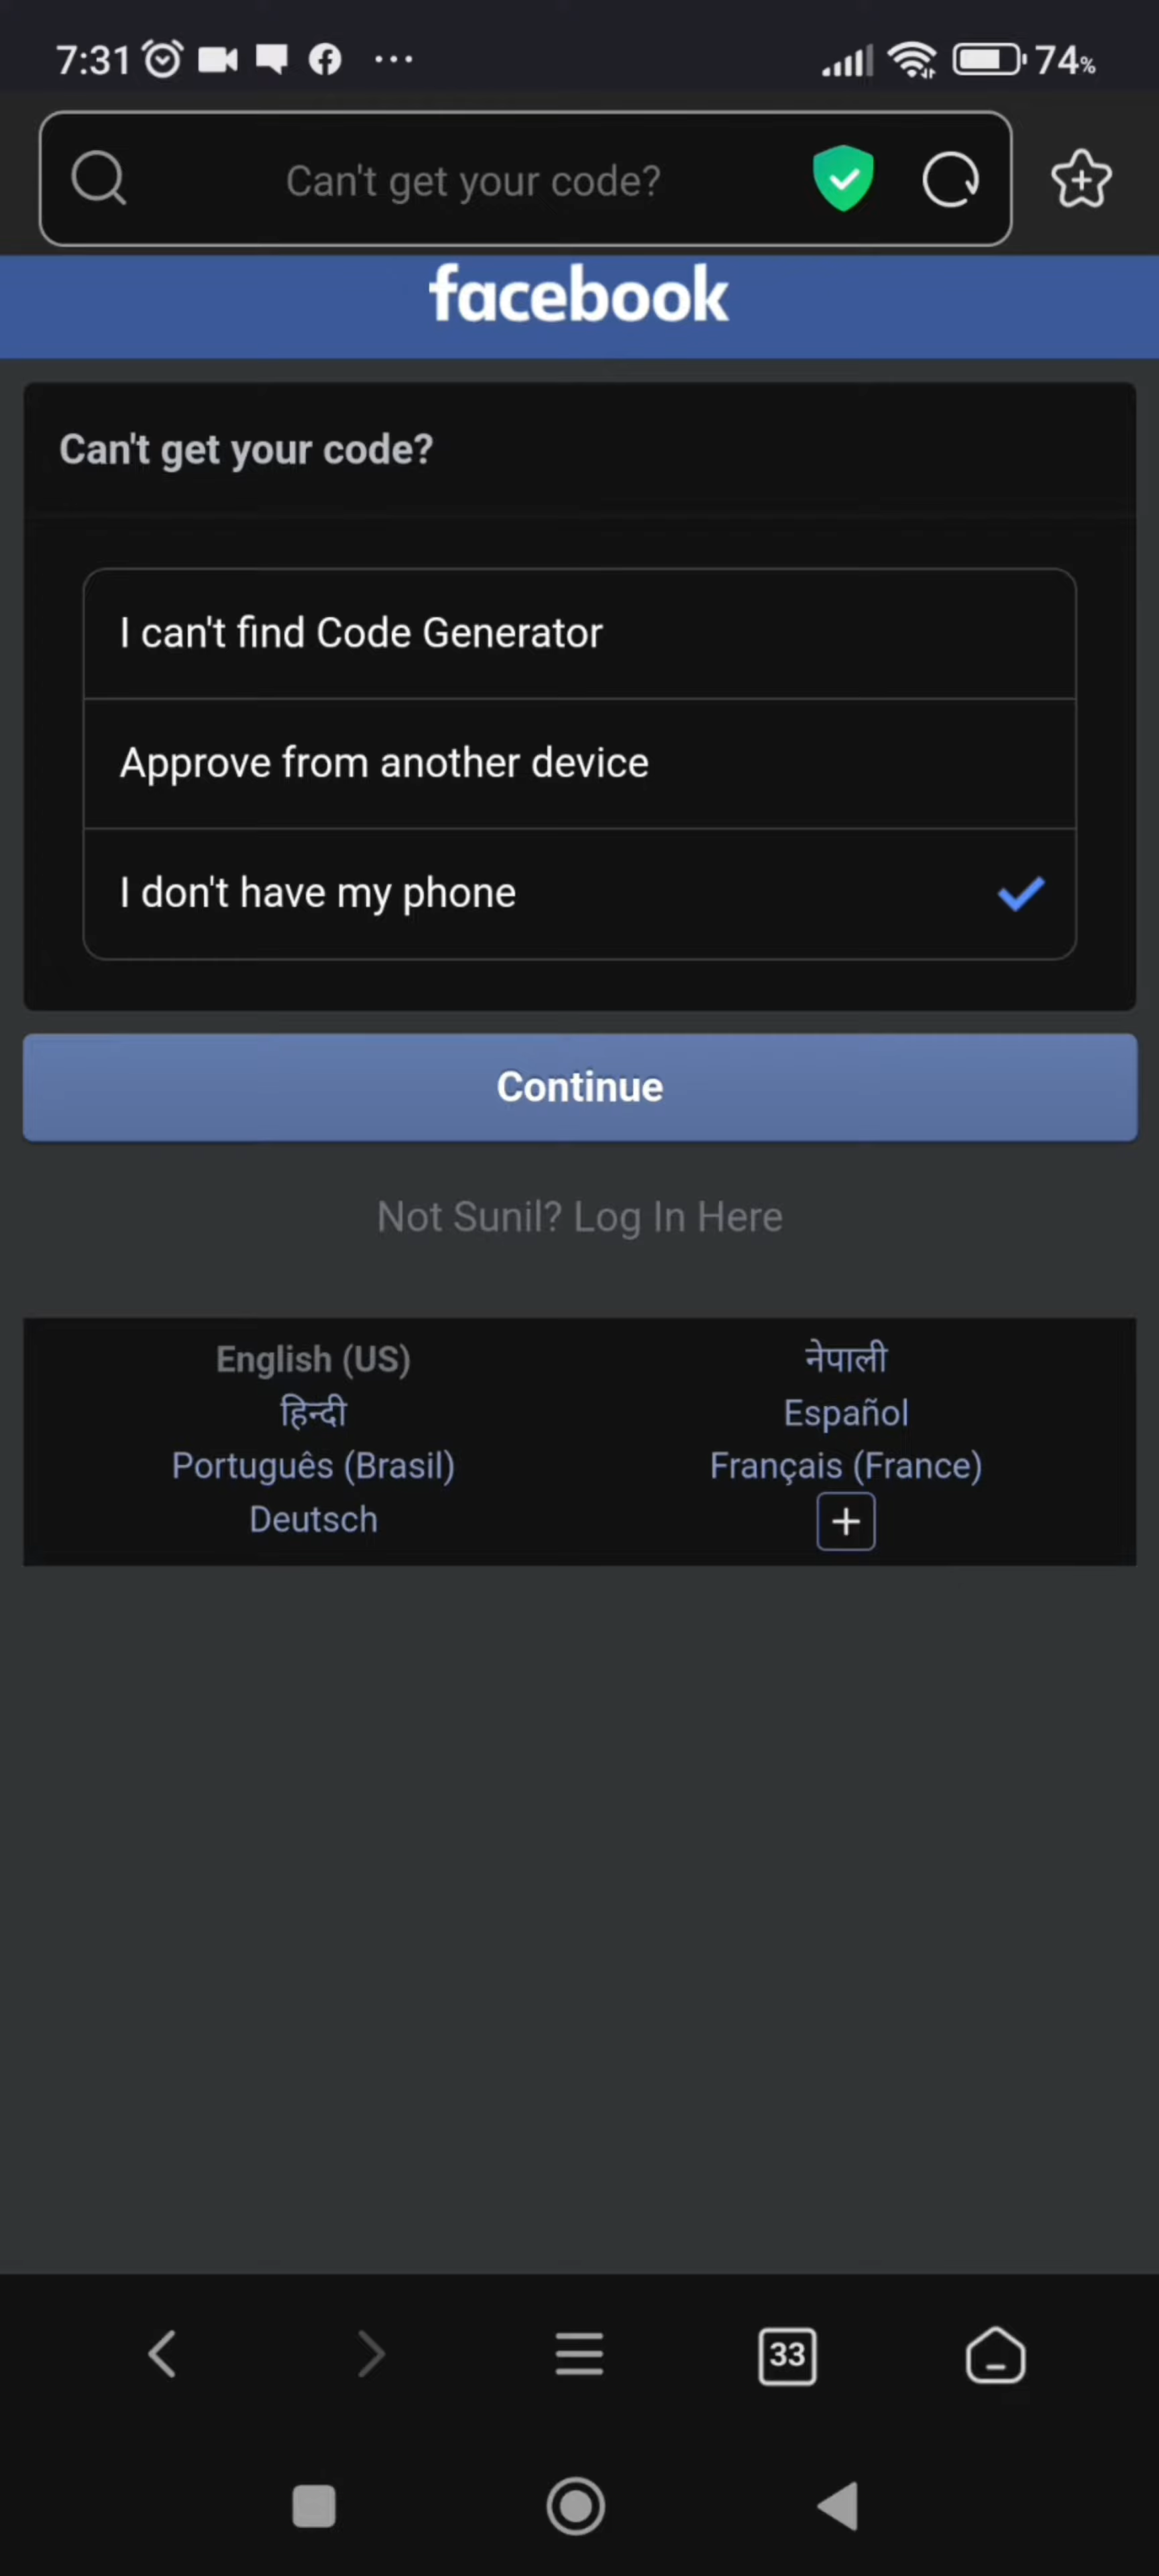 7:31 ... 74%
Can't get your code?
facebook
Can't get your code?
I can't find Code Generator
Approve from another device
I don't have my phone
Continue
Not Sunil? Log In Here
English (US)
नेपाली
हिन्दी
Español
Português (Brasil)
Français (France)
Deutsch
+
33